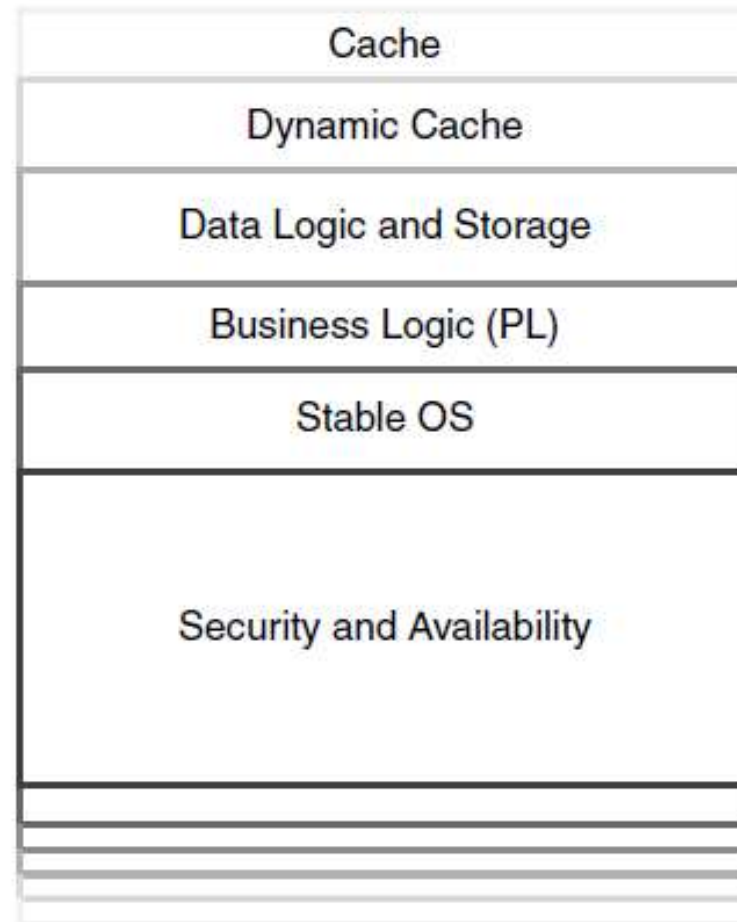 Cache
Dynamic Cache
Data Logic and Storage
Business Logic (PL)
Stable OS
Security and Availability